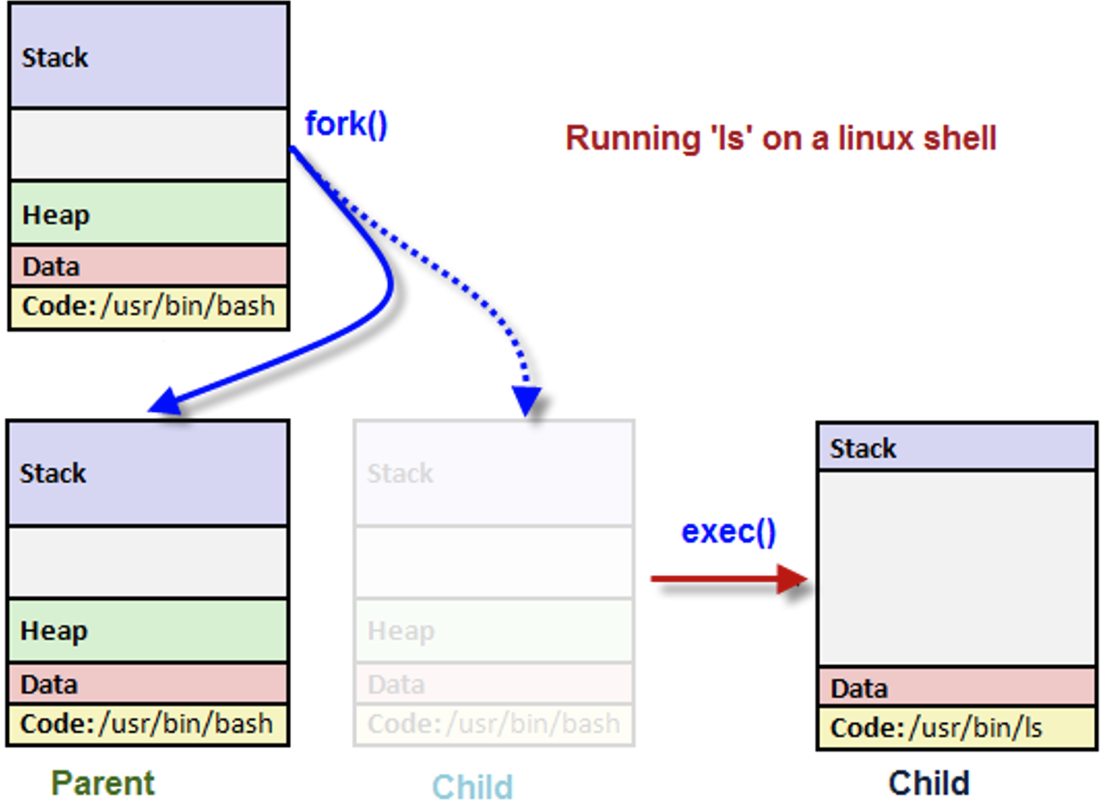 Stack
fork()
Running 'ls' on a linux shell
Heap
Data
Code:/usr/bin/bash
Stack
Heap
Data
Code:/usr/bin/bash
Parent
Stack
Heap
Data
Code:/usr/bin/bash
Child
exec()
Stack
Data
Code:/usr/bin/ls
Child